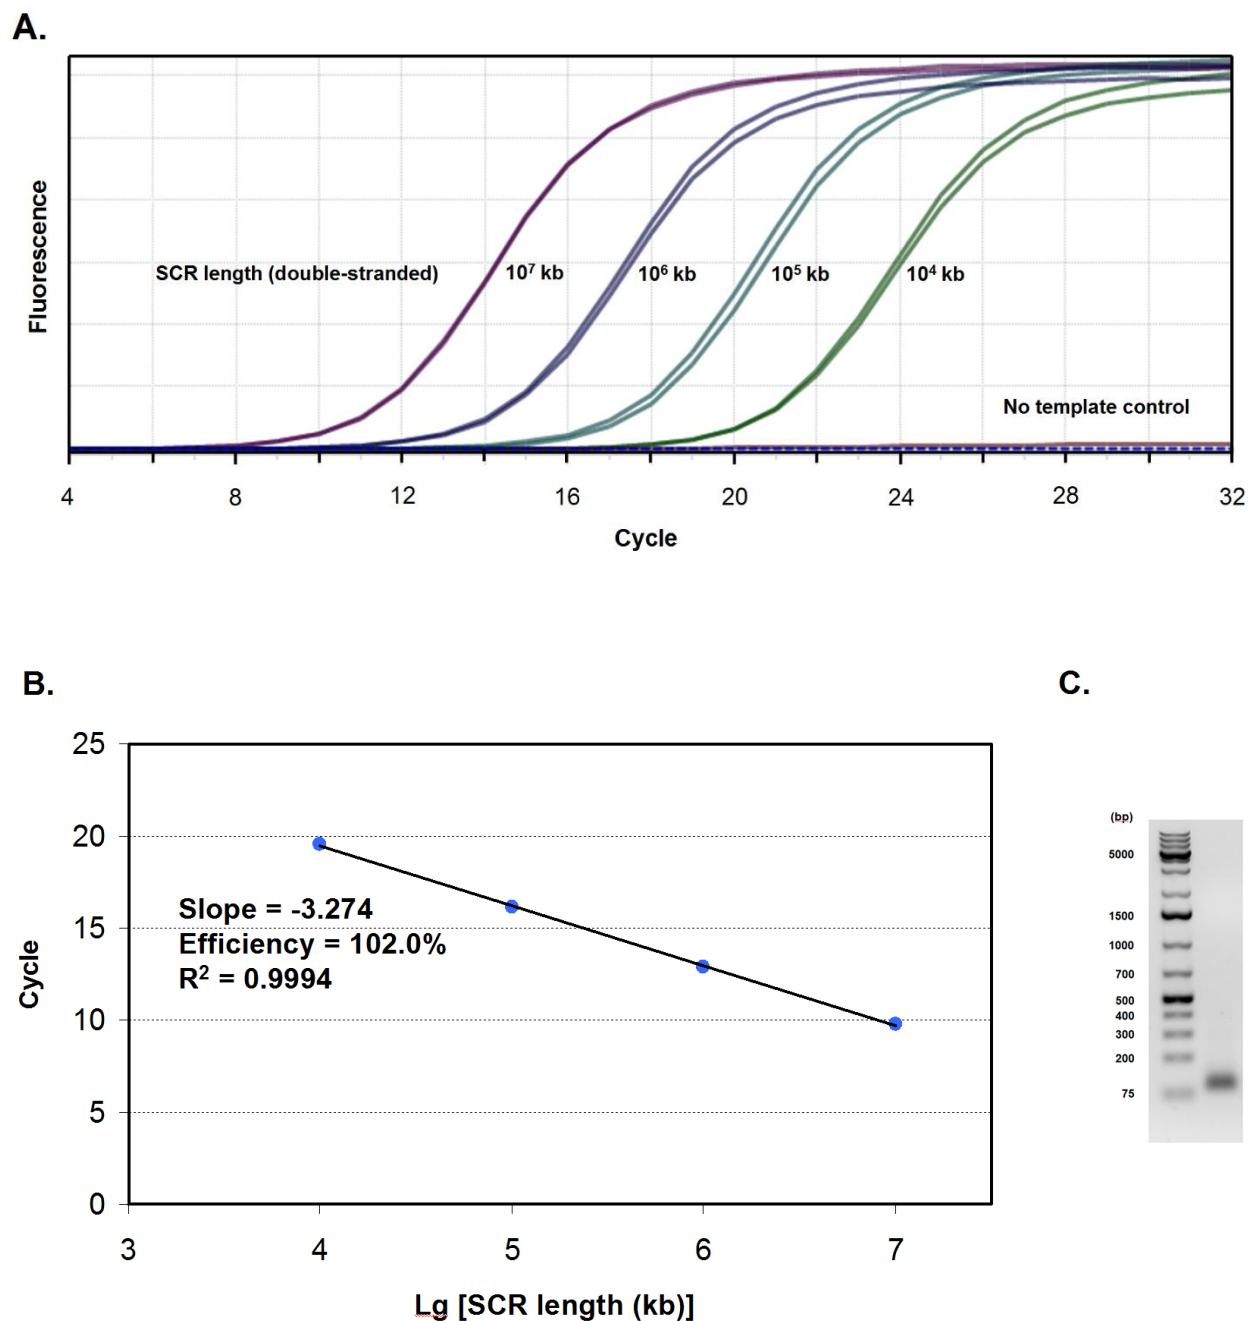 A.
Fluorescence
SCR length (double-stranded)
10⁷ kb
10⁶ kb
10⁵ kb
10⁴ kb
No template control
4 8 12 16 20 24 28 32
Cycle
B.
25
20
15
10
5
0
Cycle
Slope = -3.274
Efficiency = 102.0%
R² = 0.9994
3 4 5 6 7
Lg [SCR length (kb)]
C.
(bp)
5000
1500
1000
700
500
400
300
200
75